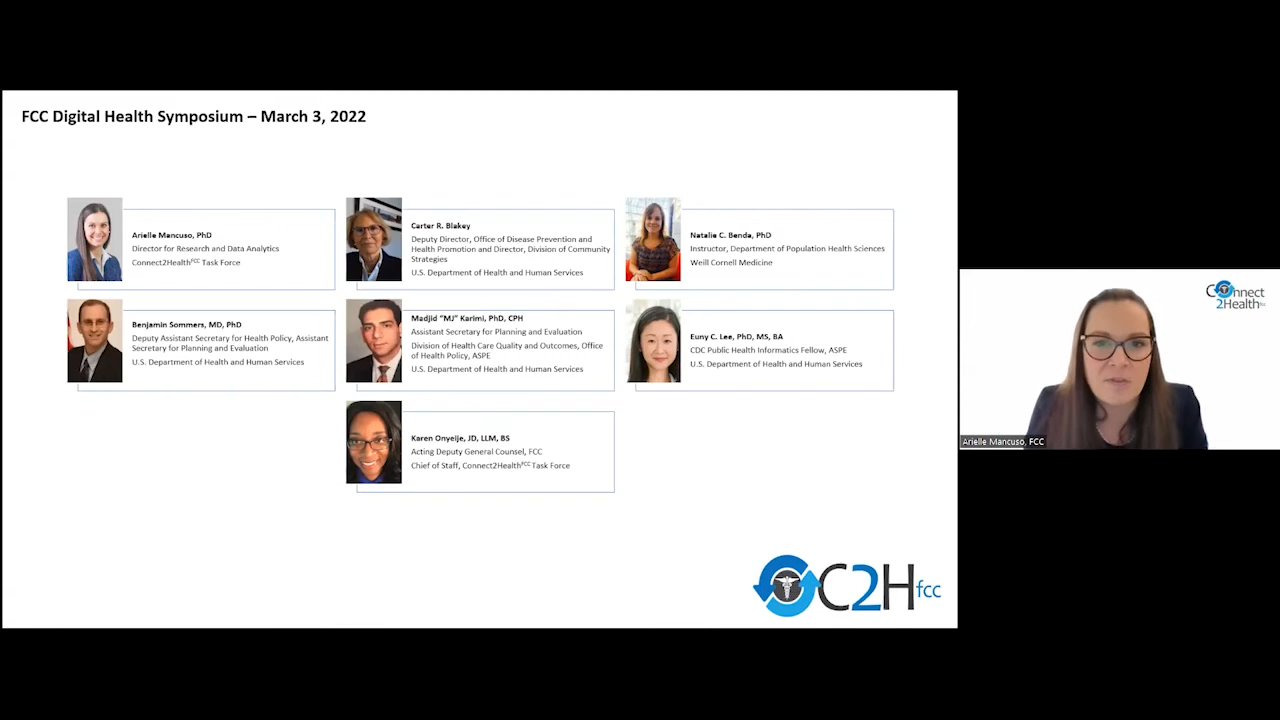 FCC Digital Health Symposium – March 3, 2022
Arielle Mancuso, PhD
Director for Research and Data Analytics
Connect2HealthFCC Task Force
Carter R. Blakey
Deputy Director, Office of Disease Prevention and
Health Promotion and Director, Division of Community
Strategies
U.S. Department of Health and Human Services
Natalie C. Benda, PhD
Instructor, Department of Population Health Sciences
Weill Cornell Medicine
Benjamin Sommers, MD, PhD
Deputy Assistant Secretary for Health Policy, Assistant
Secretary for Planning and Evaluation
U.S. Department of Health and Human Services
Madjid “MJ” Karimi, PhD, CPH
Assistant Secretary for Planning and Evaluation
Division of Health Care Quality and Outcomes, Office
of Health Policy, ASPE
U.S. Department of Health and Human Services
Euny C. Lee, PhD, MS, BA
CDC Public Health Informatics Fellow, ASPE
U.S. Department of Health and Human Services
Karen Onyeije, JD, LLM, BS
Acting Deputy General Counsel, FCC
Chief of Staff, Connect2HealthFCC Task Force
C2Hfcc
Connect
2Healthfcc
Arielle Mancuso, FCC